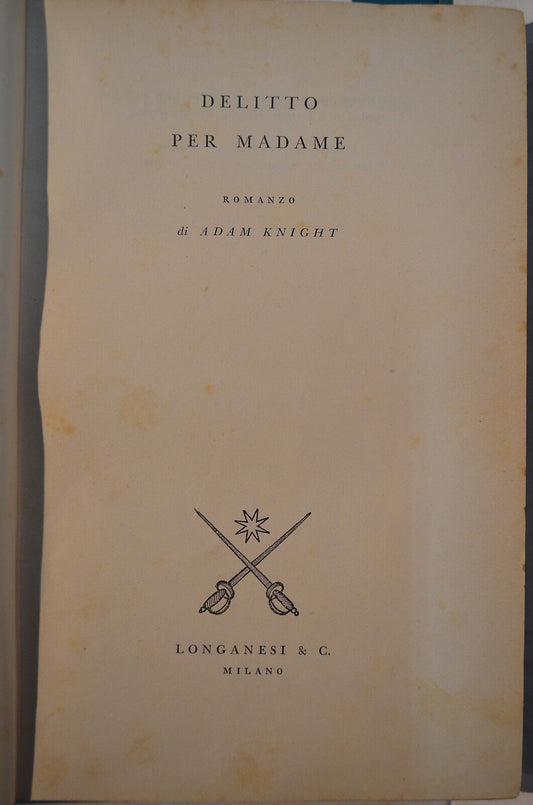 DELITTO
PER MADAME
ROMANZO
di ADAM KNIGHT
LONGANESI & C.
MILANO